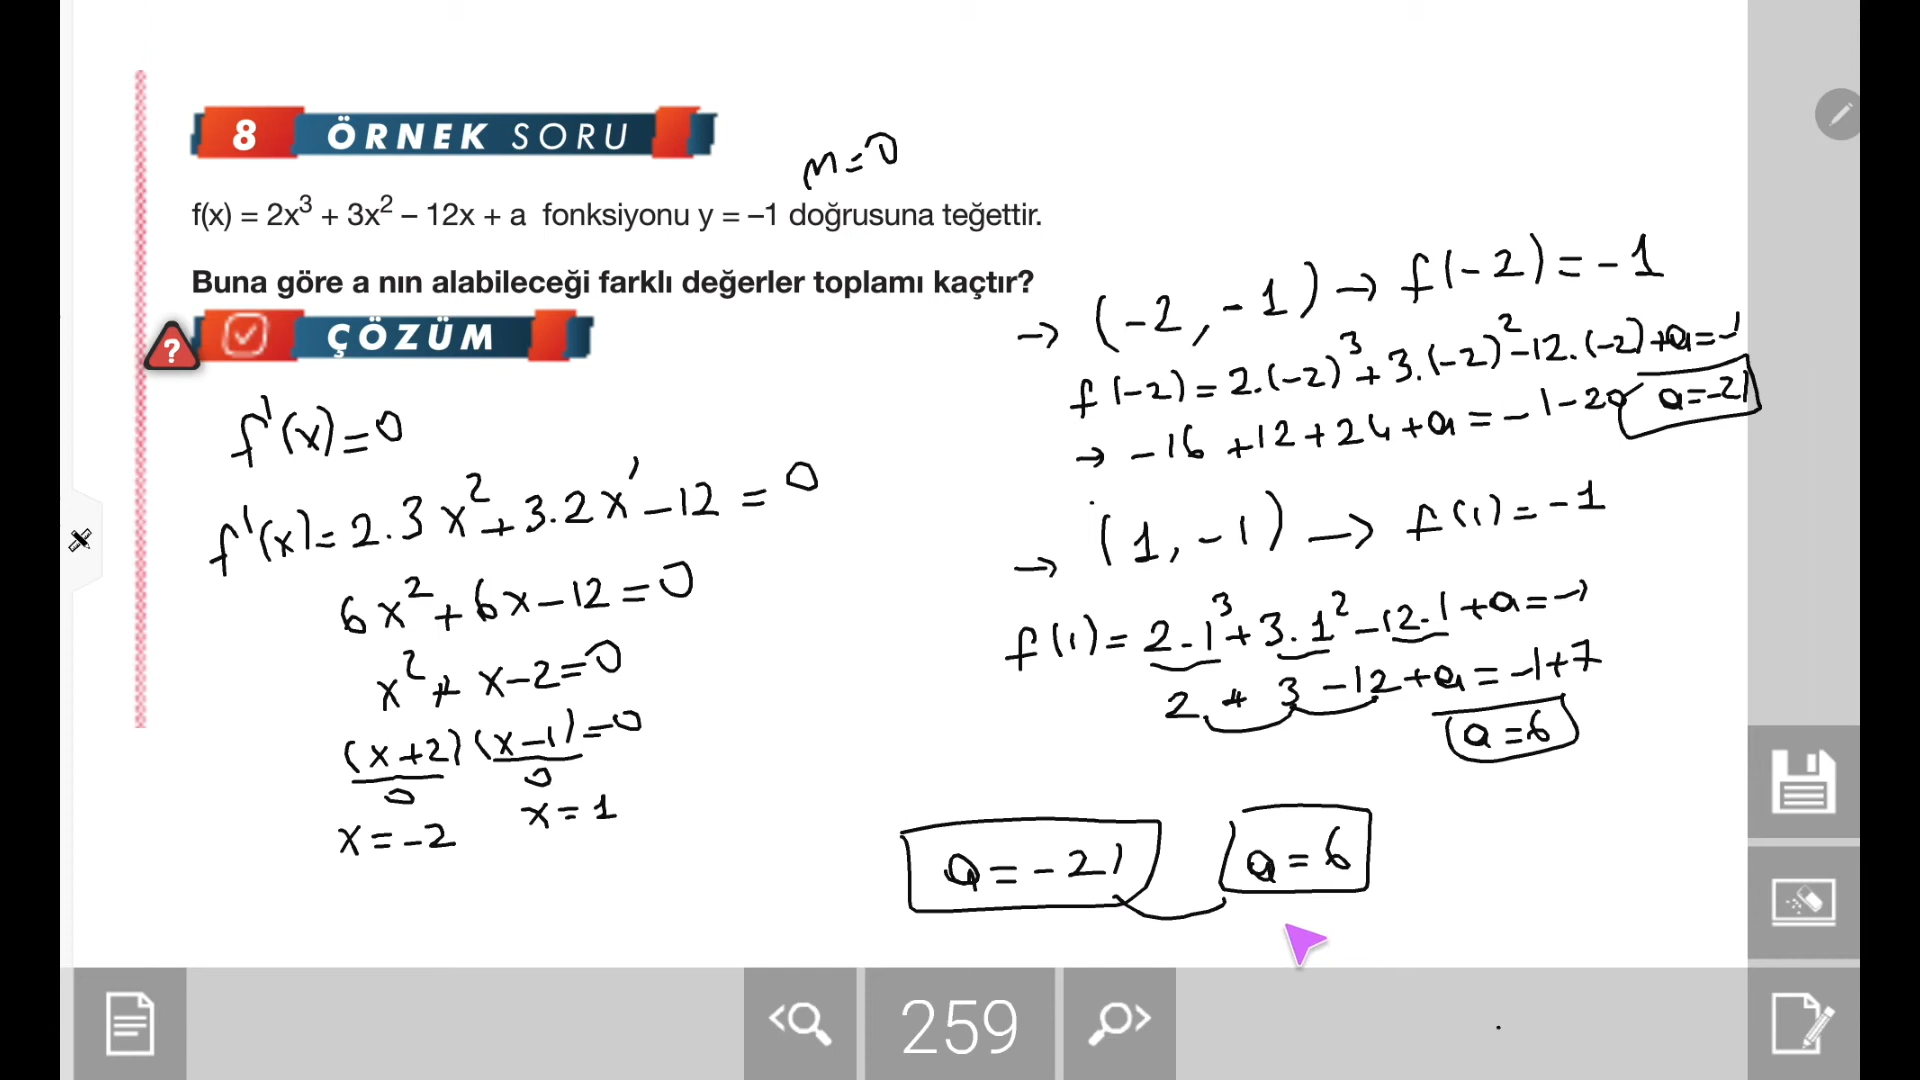 8 ÖRNEK SORU
m=0
f(x) = 2x³ + 3x² – 12x + a fonksiyonu y = –1 doğrusuna teğettir.
Buna göre a nın alabileceği farklı değerler toplamı kaçtır?
? ÇÖZÜM
f'(x)=0
f'(x)= 2.3x²+3.2x'-12 = 0
6x²+6x-12=0
x²+x-2=0
(x+2)(x-1)=0
0 0
x=-2 x=1
→ (-2,-1) → f(-2)=-1
f(-2)=2.(-2)³+3.(-2)²-12.(-2)+a=-1
→ -16+12+24+a=-1-20 a=-21
→ (1,-1) → f(1)=-1
f(1)=2.1³+3.1²-12.1+a=-1
2+3-12+a=-1+7
a=6
a=-21 a=6
259